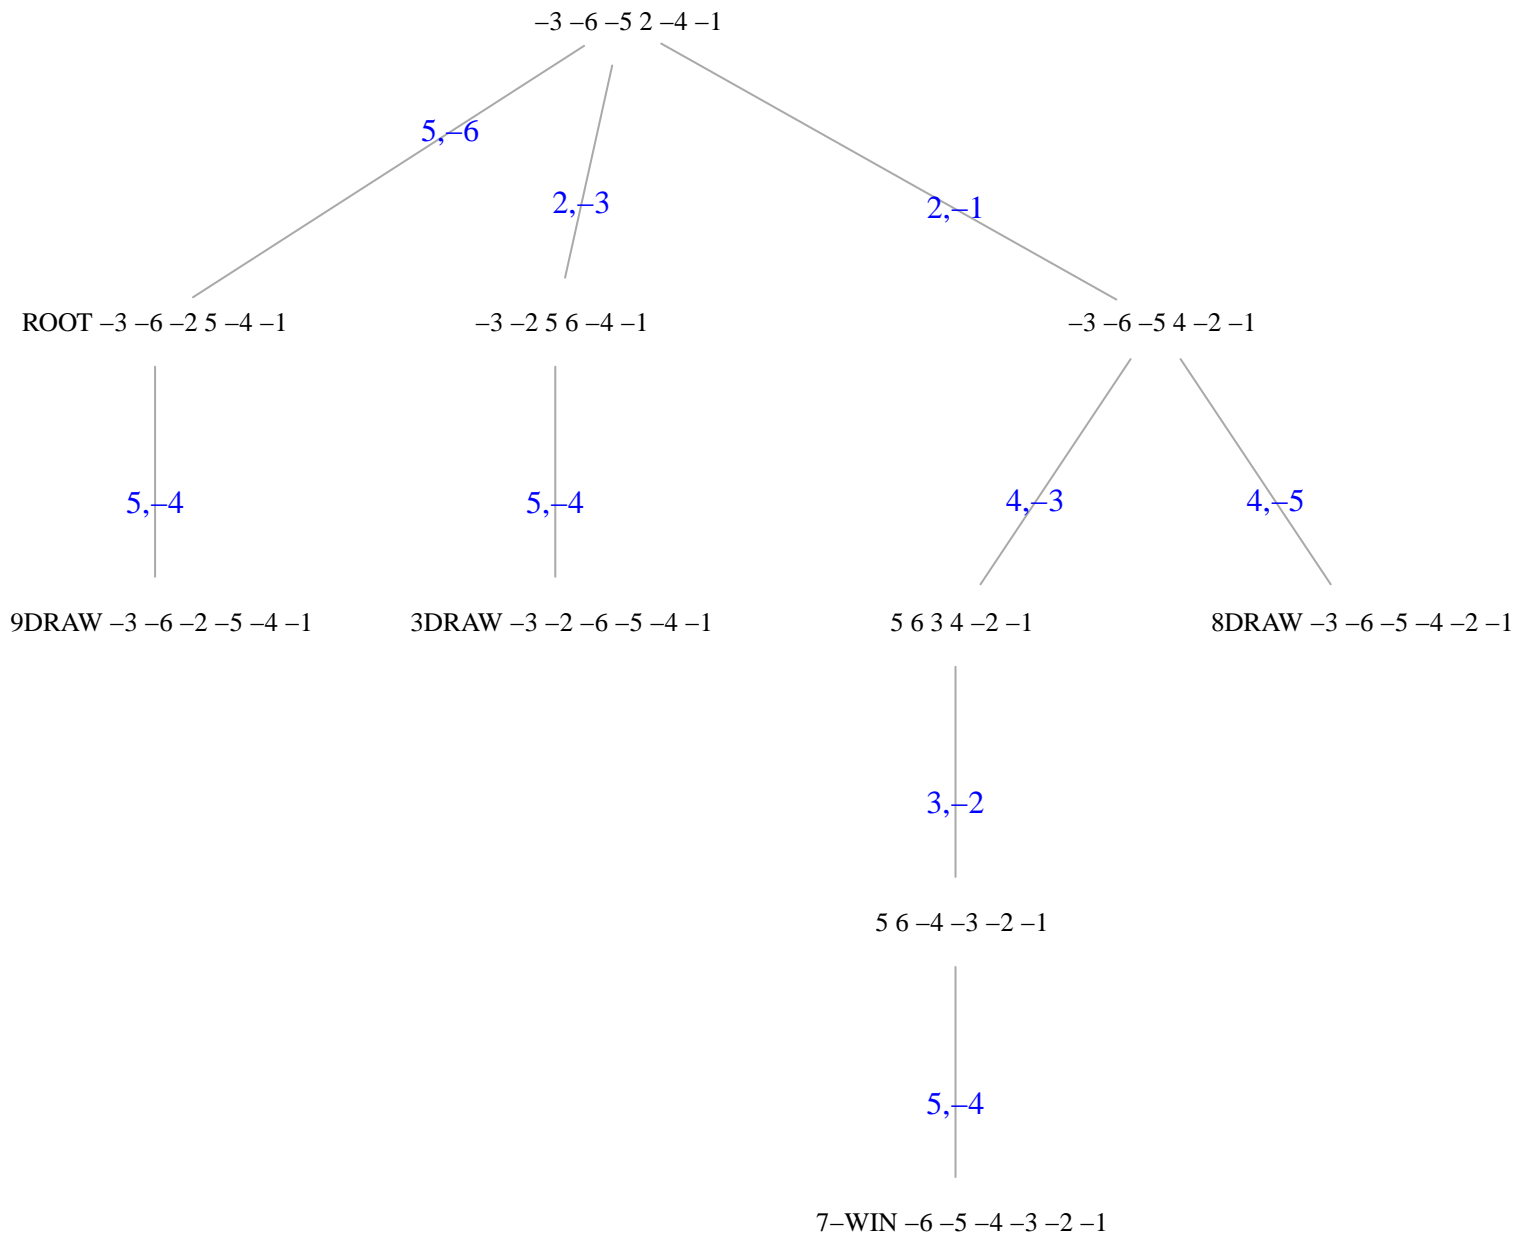 –3 –6 –5 2 –4 –1
5,–6
2,–3
2,–1
ROOT –3 –6 –2 5 –4 –1
–3 –2 5 6 –4 –1
–3 –6 –5 4 –2 –1
5,–4
5,–4
4,–3
4,–5
9DRAW –3 –6 –2 –5 –4 –1
3DRAW –3 –2 –6 –5 –4 –1
5 6 3 4 –2 –1
8DRAW –3 –6 –5 –4 –2 –1
3,–2
5 6 –4 –3 –2 –1
5,–4
7–WIN –6 –5 –4 –3 –2 –1